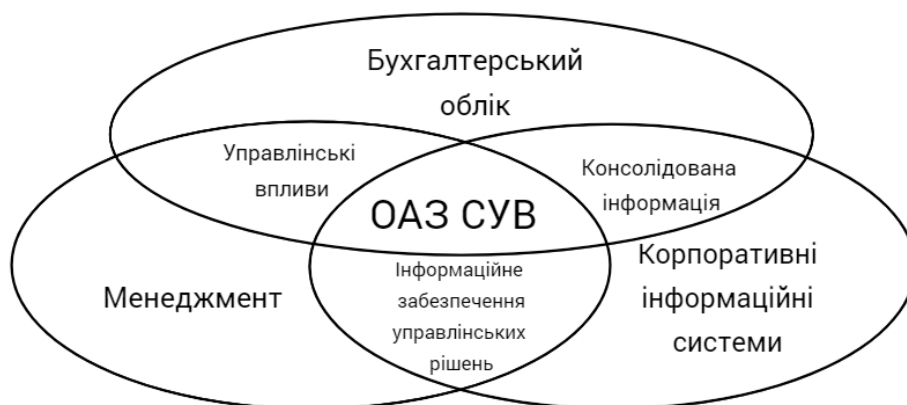 Бухгалтерський
облік
Управлінські
впливи
Консолідована
інформація
ОАЗ СУВ
Менеджмент
Інформаційне
забезпечення
управлінських
рішень
Корпоративні
інформаційні
системи